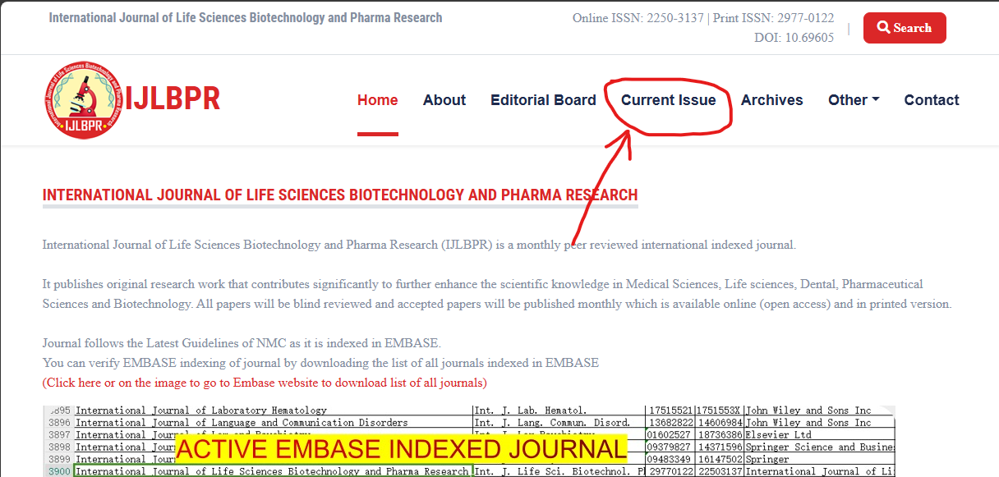 International Journal of Life Sciences Biotechnology and Pharma Research
Online ISSN: 2250-3137 | Print ISSN: 2977-0122
DOI: 10.69605
|
Search
International Journal of Life Sciences Biotechnology and Pharma Research
IJLBPR
IJLBPR
Home About Editorial Board Current Issue Archives Other Contact
INTERNATIONAL JOURNAL OF LIFE SCIENCES BIOTECHNOLOGY AND PHARMA RESEARCH
International Journal of Life Sciences Biotechnology and Pharma Research (IJLBPR) is a monthly peer reviewed international indexed journal.
It publishes original research work that contributes significantly to further enhance the scientific knowledge in Medical Sciences, Life sciences, Dental, Pharmaceutical
Sciences and Biotechnology. All papers will be blind reviewed and accepted papers will be published monthly which is available online (open access) and in printed version.
Journal follows the Latest Guidelines of NMC as it is indexed in EMBASE.
You can verify EMBASE indexing of journal by downloading the list of all journals indexed in EMBASE
(Click here or on the image to go to Embase website to download list of all journals)
3895 International Journal of Laboratory Hematology Int. J. Lab. Hematol. 17515521 1751553X John Wiley and Sons Inc
3896 International Journal of Language and Communication Disorders Int. J. Lang. Commun. Disord. 13682822 14606984 John Wiley and Sons Inc
3897 International Journal of Law and Psychiatry Int. J. Law Psychiatry 01602527 18736386 Elsevier Ltd
3898 International Jour 09379827 14371596 Springer Science and Busine
ACTIVE EMBASE INDEXED JOURNAL
3899 International Jour 09483349 16147502 Springer
3900 International Journal of Life Sciences Biotechnology and Pharma Research Int. J. Life Sci. Biotechnol. P 29770122 22503137 International Journal of Li